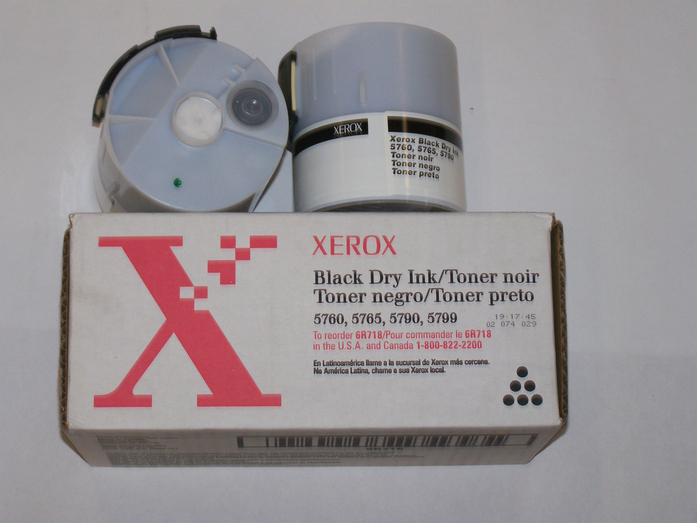 XEROX
Xerox Black Dry Ink
5760, 5765, 5790
Toner noir
Toner negro
Toner preto
XEROX
Black Dry Ink/Toner noir
Toner negro/Toner preto
5760, 5765, 5790, 5799
19:17:45
02 074 029
To reorder 6R718/Pour commander le 6R718
in the U.S.A. and Canada 1-800-822-2200
En Latinoamérica llame a la sucursal de Xerox más cercana.
Na América Latina, chame a sua Xerox local.
6R718